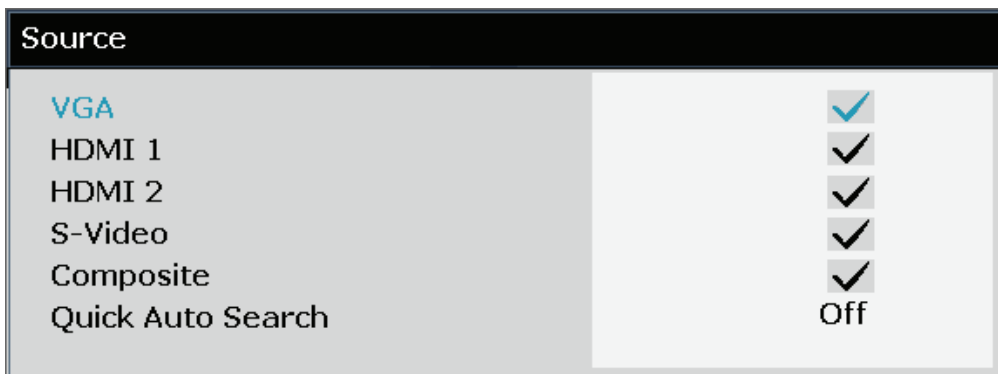 Source
VGA
HDMI 1
HDMI 2
S-Video
Composite
Quick Auto Search Off